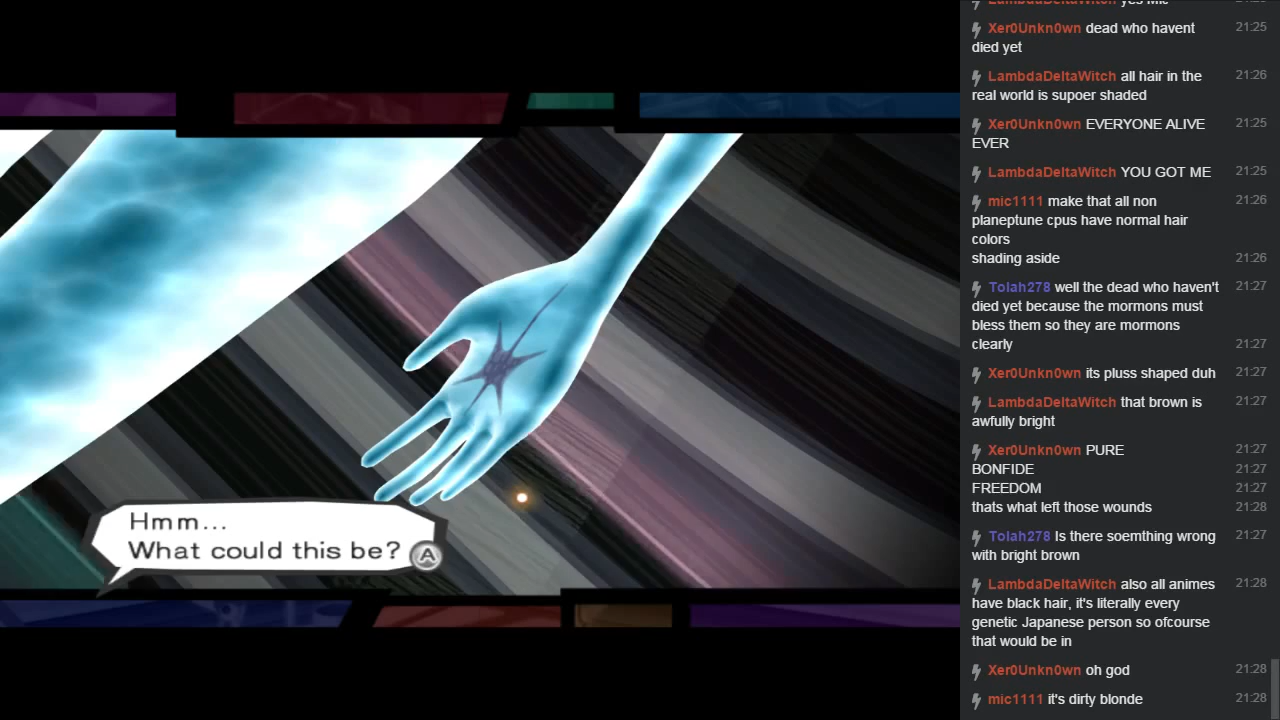 Hmm...
What could this be? A
LambdaDeltaWitch yes Mic
Xer0Unkn0wn dead who havent 21:25
died yet
LambdaDeltaWitch all hair in the 21:26
real world is supoer shaded
Xer0Unkn0wn EVERYONE ALIVE 21:25
EVER
LambdaDeltaWitch YOU GOT ME 21:25
mic1111 make that all non 21:26
planeptune cpus have normal hair
colors
shading aside 21:26
Tolah278 well the dead who haven't 21:27
died yet because the mormons must
bless them so they are mormons
clearly 21:27
Xer0Unkn0wn its pluss shaped duh 21:27
LambdaDeltaWitch that brown is 21:27
awfully bright
Xer0Unkn0wn PURE 21:27
BONFIDE 21:27
FREEDOM 21:27
thats what left those wounds 21:28
Tolah278 Is there soemthing wrong 21:27
with bright brown
LambdaDeltaWitch also all animes 21:28
have black hair, it's literally every
genetic Japanese person so ofcourse
that would be in
Xer0Unkn0wn oh god 21:28
mic1111 it's dirty blonde 21:28